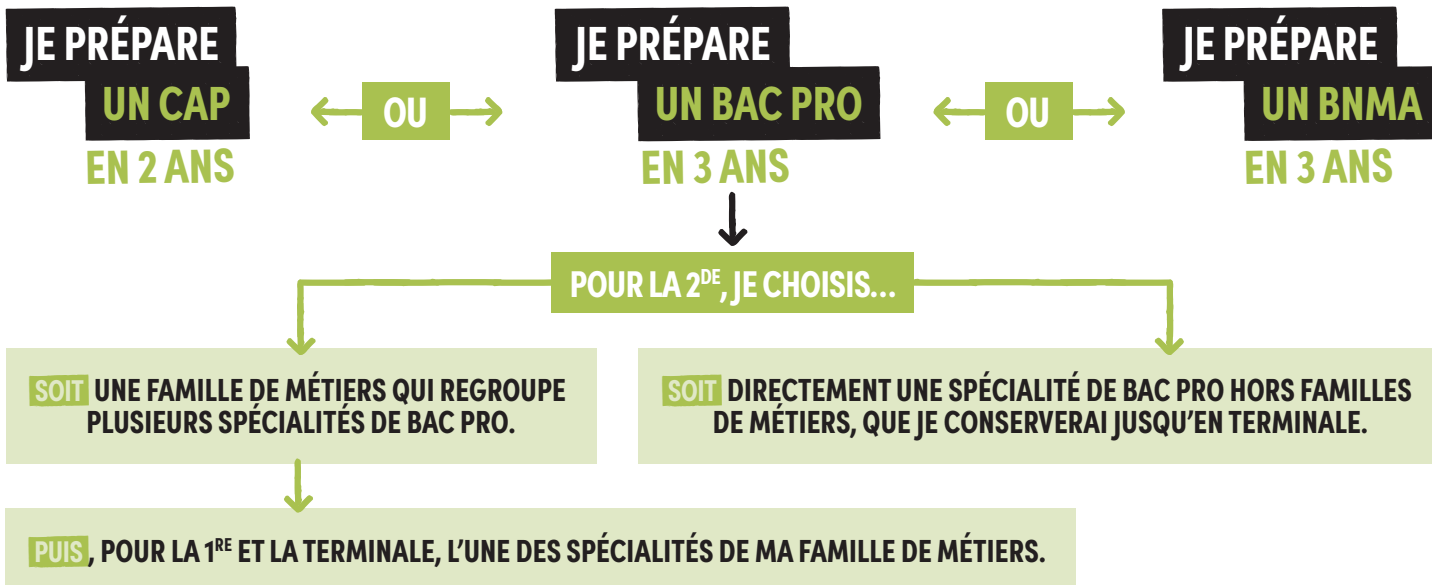 JE PRÉPARE
UN CAP
EN 2 ANS
OU
JE PRÉPARE
UN BAC PRO
EN 3 ANS
OU
JE PRÉPARE
UN BNMA
EN 3 ANS
POUR LA 2DE, JE CHOISIS...
SOIT UNE FAMILLE DE MÉTIERS QUI REGROUPE
PLUSIEURS SPÉCIALITÉS DE BAC PRO.
SOIT DIRECTEMENT UNE SPÉCIALITÉ DE BAC PRO HORS FAMILLES
DE MÉTIERS, QUE JE CONSERVERAI JUSQU'EN TERMINALE.
PUIS, POUR LA 1RE ET LA TERMINALE, L'UNE DES SPÉCIALITÉS DE MA FAMILLE DE MÉTIERS.